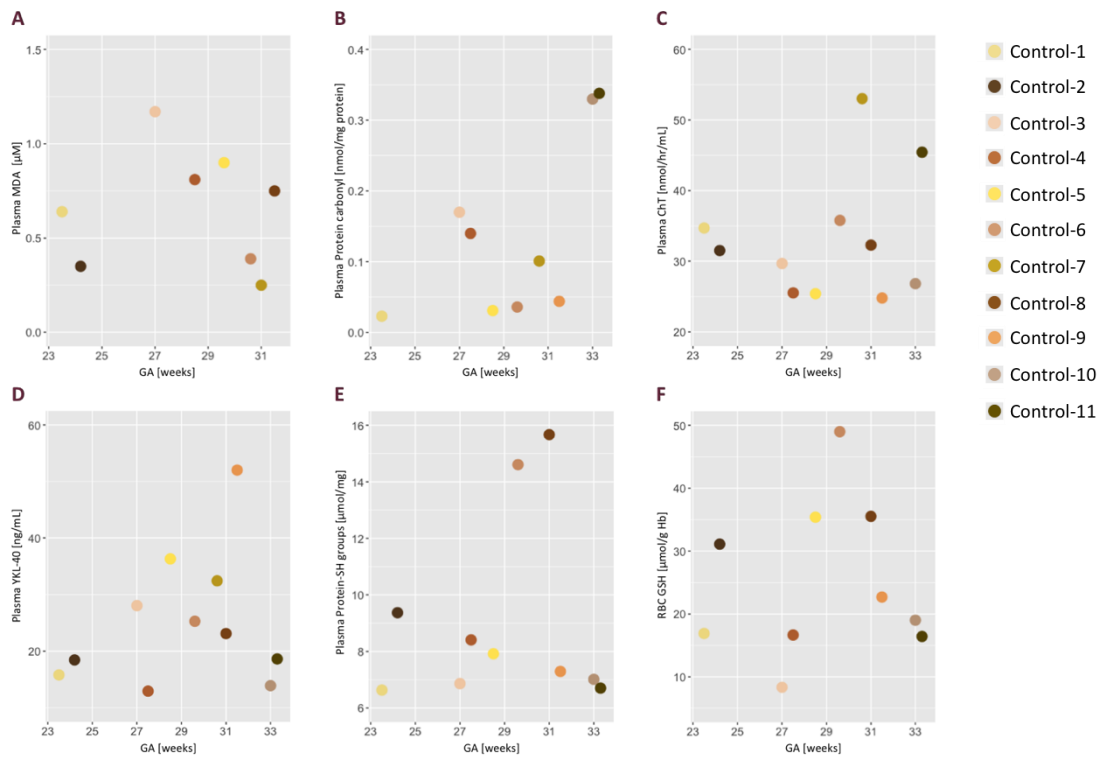 A
B
C
1.5
1.0
0.5
0.0
Plasma MDA [µM]
23 25 27 29 31
GA [weeks]
0.4
0.3
0.2
0.1
0.0
Plasma Protein carbonyl [nmol/mg protein]
23 25 27 29 31 33
GA [weeks]
60
50
40
30
20
Plasma ChT [nmol/hr/mL]
23 25 27 29 31 33
GA [weeks]
Control-1
Control-2
Control-3
Control-4
Control-5
Control-6
Control-7
Control-8
Control-9
Control-10
Control-11
D
E
F
60
40
20
Plasma YKL-40 [ng/mL]
23 25 27 29 31 33
GA [weeks]
16
14
12
10
8
6
Plasma Protein-SH groups [µmol/mg]
23 25 27 29 31 33
GA [weeks]
50
40
30
20
10
RBC GSH [µmol/g Hb]
23 25 27 29 31 33
GA [weeks]